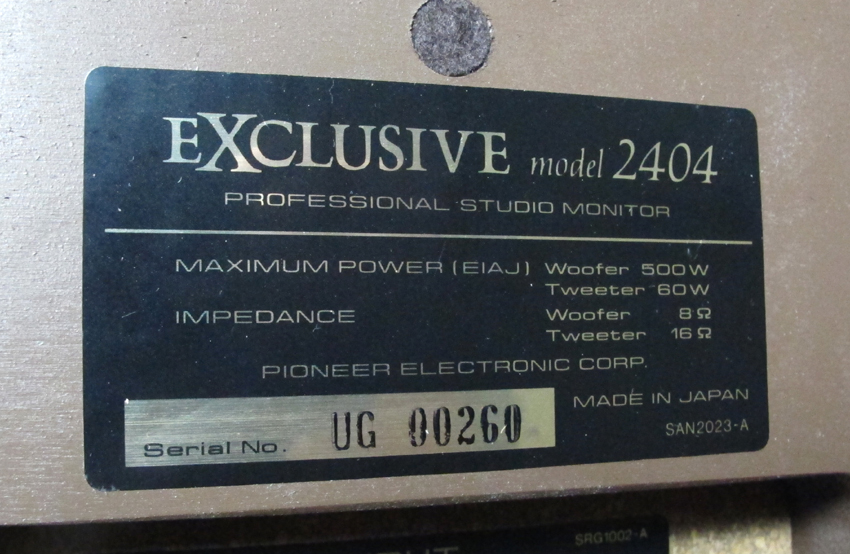 EXCLUSIVE model 2404
PROFESSIONAL STUDIO MONITOR
MAXIMUM POWER (EIAJ) Woofer 500W
Tweeter 60W
IMPEDANCE Woofer 8Ω
Tweeter 16Ω
PIONEER ELECTRONIC CORP.
MADE IN JAPAN
Serial No. UG 00260
SAN2023-A
SRG1002-A